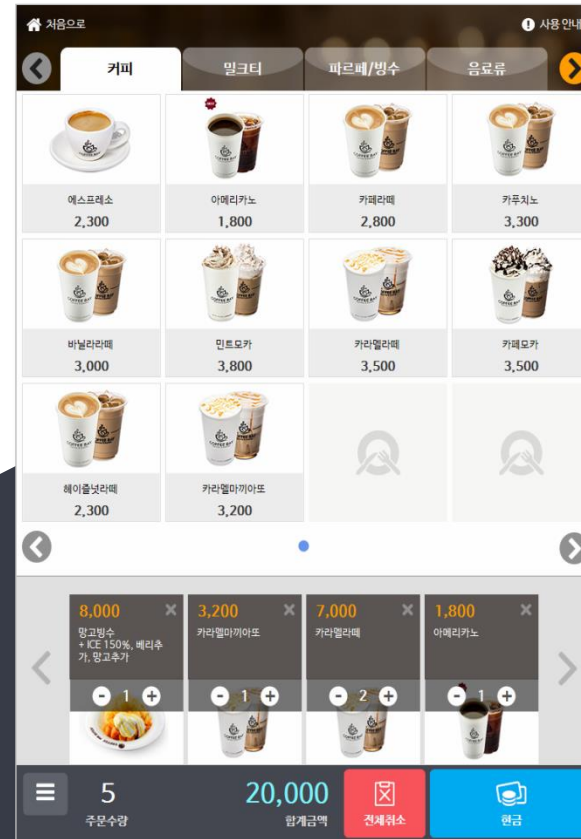 처음으로
사용 안내
커피
밀크티
파르페/빙수
음료류
에스프레소
2,300
아메리카노
1,800
카페라떼
2,800
카푸치노
3,300
바닐라라떼
3,000
민트모카
3,800
카라멜라떼
3,500
카페모카
3,500
헤이즐넛라떼
2,300
카라멜마끼아또
3,200
8,000
망고빙수
+ ICE 150%, 베리추
가, 망고추가
1
3,200
카라멜마끼아또
1
7,000
카라멜라떼
2
1,800
아메리카노
1
5
주문수량
20,000
합계금액
전체취소
현금